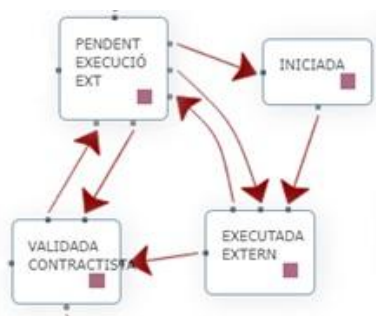 PENDENT
EXECUCIÓ
EXT
INICIADA
VALIDADA
CONTRACTISTA
EXECUTADA
EXTERN